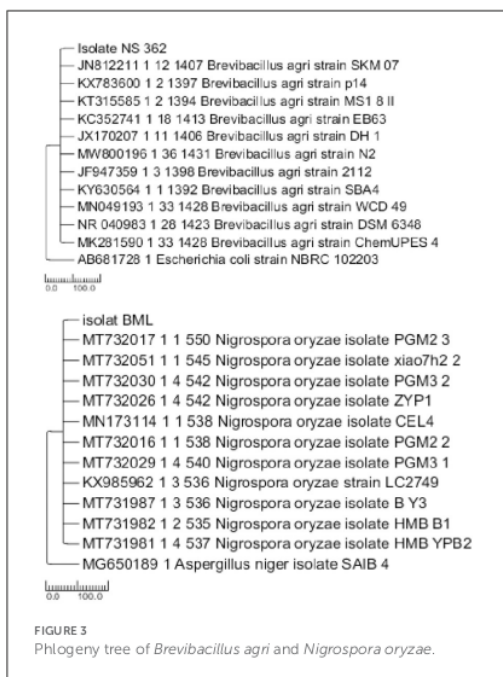 Isolate NS 362
JN812211 1 12 1407 Brevibacillus agri strain SKM 07
KX783600 1 2 1397 Brevibacillus agri strain p14
KT315585 1 2 1394 Brevibacillus agri strain MS1 8 II
KC352741 1 18 1413 Brevibacillus agri strain EB63
JX170207 1 11 1406 Brevibacillus agri strain DH 1
MW800196 1 36 1431 Brevibacillus agri strain N2
JF947359 1 3 1398 Brevibacillus agri strain 2112
KY630564 1 1 1392 Brevibacillus agri strain SBA4
MN049193 1 33 1428 Brevibacillus agri strain WCD 49
NR 040983 1 28 1423 Brevibacillus agri strain DSM 6348
MK281590 1 33 1428 Brevibacillus agri strain ChemUPES 4
AB681728 1 Escherichia coli strain NBRC 102203
0.0 100.0
isolat BML
MT732017 1 1 550 Nigrospora oryzae isolate PGM2 3
MT732051 1 1 545 Nigrospora oryzae isolate xiao7h2 2
MT732030 1 4 542 Nigrospora oryzae isolate PGM3 2
MT732026 1 4 542 Nigrospora oryzae isolate ZYP1
MN173114 1 1 538 Nigrospora oryzae isolate CEL4
MT732016 1 1 538 Nigrospora oryzae isolate PGM2 2
MT732029 1 4 540 Nigrospora oryzae isolate PGM3 1
KX985962 1 3 536 Nigrospora oryzae strain LC2749
MT731987 1 3 536 Nigrospora oryzae isolate B Y3
MT731982 1 2 535 Nigrospora oryzae isolate HMB B1
MT731981 1 4 537 Nigrospora oryzae isolate HMB YPB2
MG650189 1 Aspergillus niger isolate SAIB 4
0.0 100.0
FIGURE 3
Phlogeny tree of Brevibacillus agri and Nigrospora oryzae.